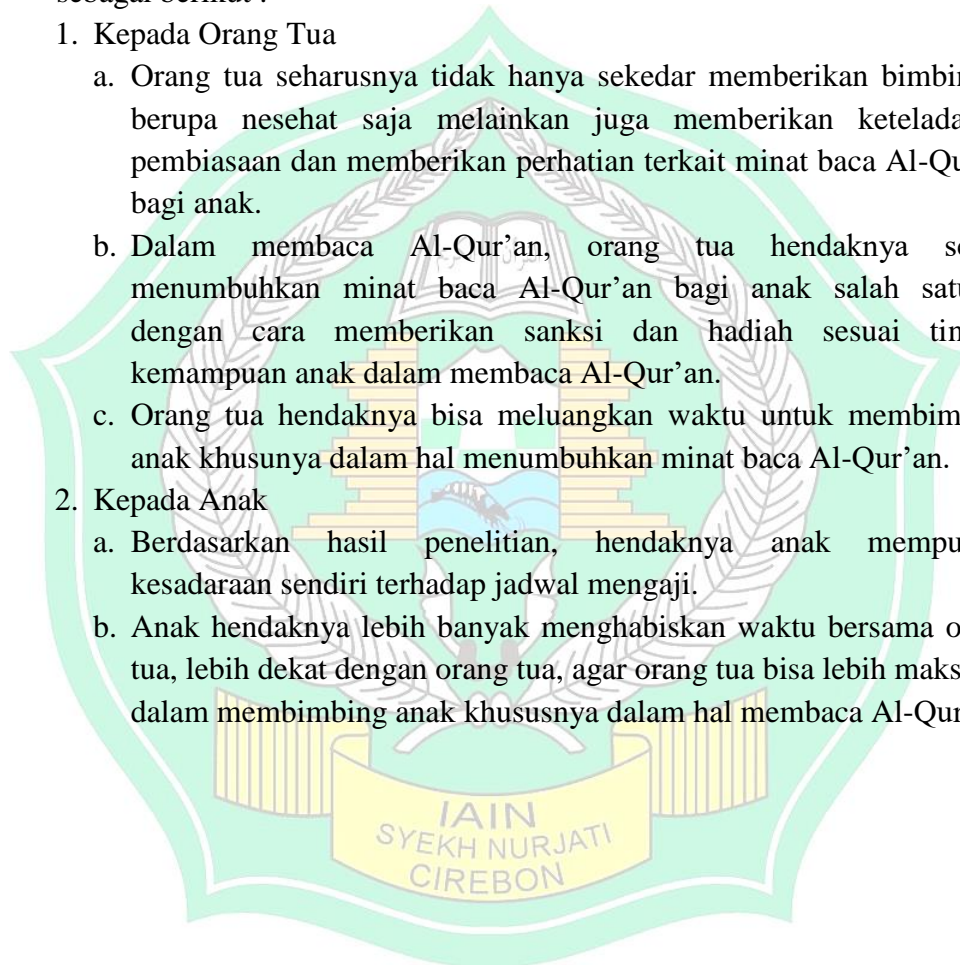 sebagai berikut :
1. Kepada Orang Tua
a. Orang tua seharusnya tidak hanya sekedar memberikan bimbin
berupa nesehat saja melainkan juga memberikan ketelada
pembiasaan dan memberikan perhatian terkait minat baca Al-Qu
bagi anak.
b. Dalam membaca Al-Qur'an, orang tua hendaknya se
menumbuhkan minat baca Al-Qur'an bagi anak salah satu
dengan cara memberikan sanksi dan hadiah sesuai tin
kemampuan anak dalam membaca Al-Qur'an.
c. Orang tua hendaknya bisa meluangkan waktu untuk membim
anak khusunya dalam hal menumbuhkan minat baca Al-Qur'an.
2. Kepada Anak
a. Berdasarkan hasil penelitian, hendaknya anak mempu
kesadaraan sendiri terhadap jadwal mengaji.
b. Anak hendaknya lebih banyak menghabiskan waktu bersama o
tua, lebih dekat dengan orang tua, agar orang tua bisa lebih maks
dalam membimbing anak khususnya dalam hal membaca Al-Qur
IAIN
SYEKH NURJATI
CIREBON